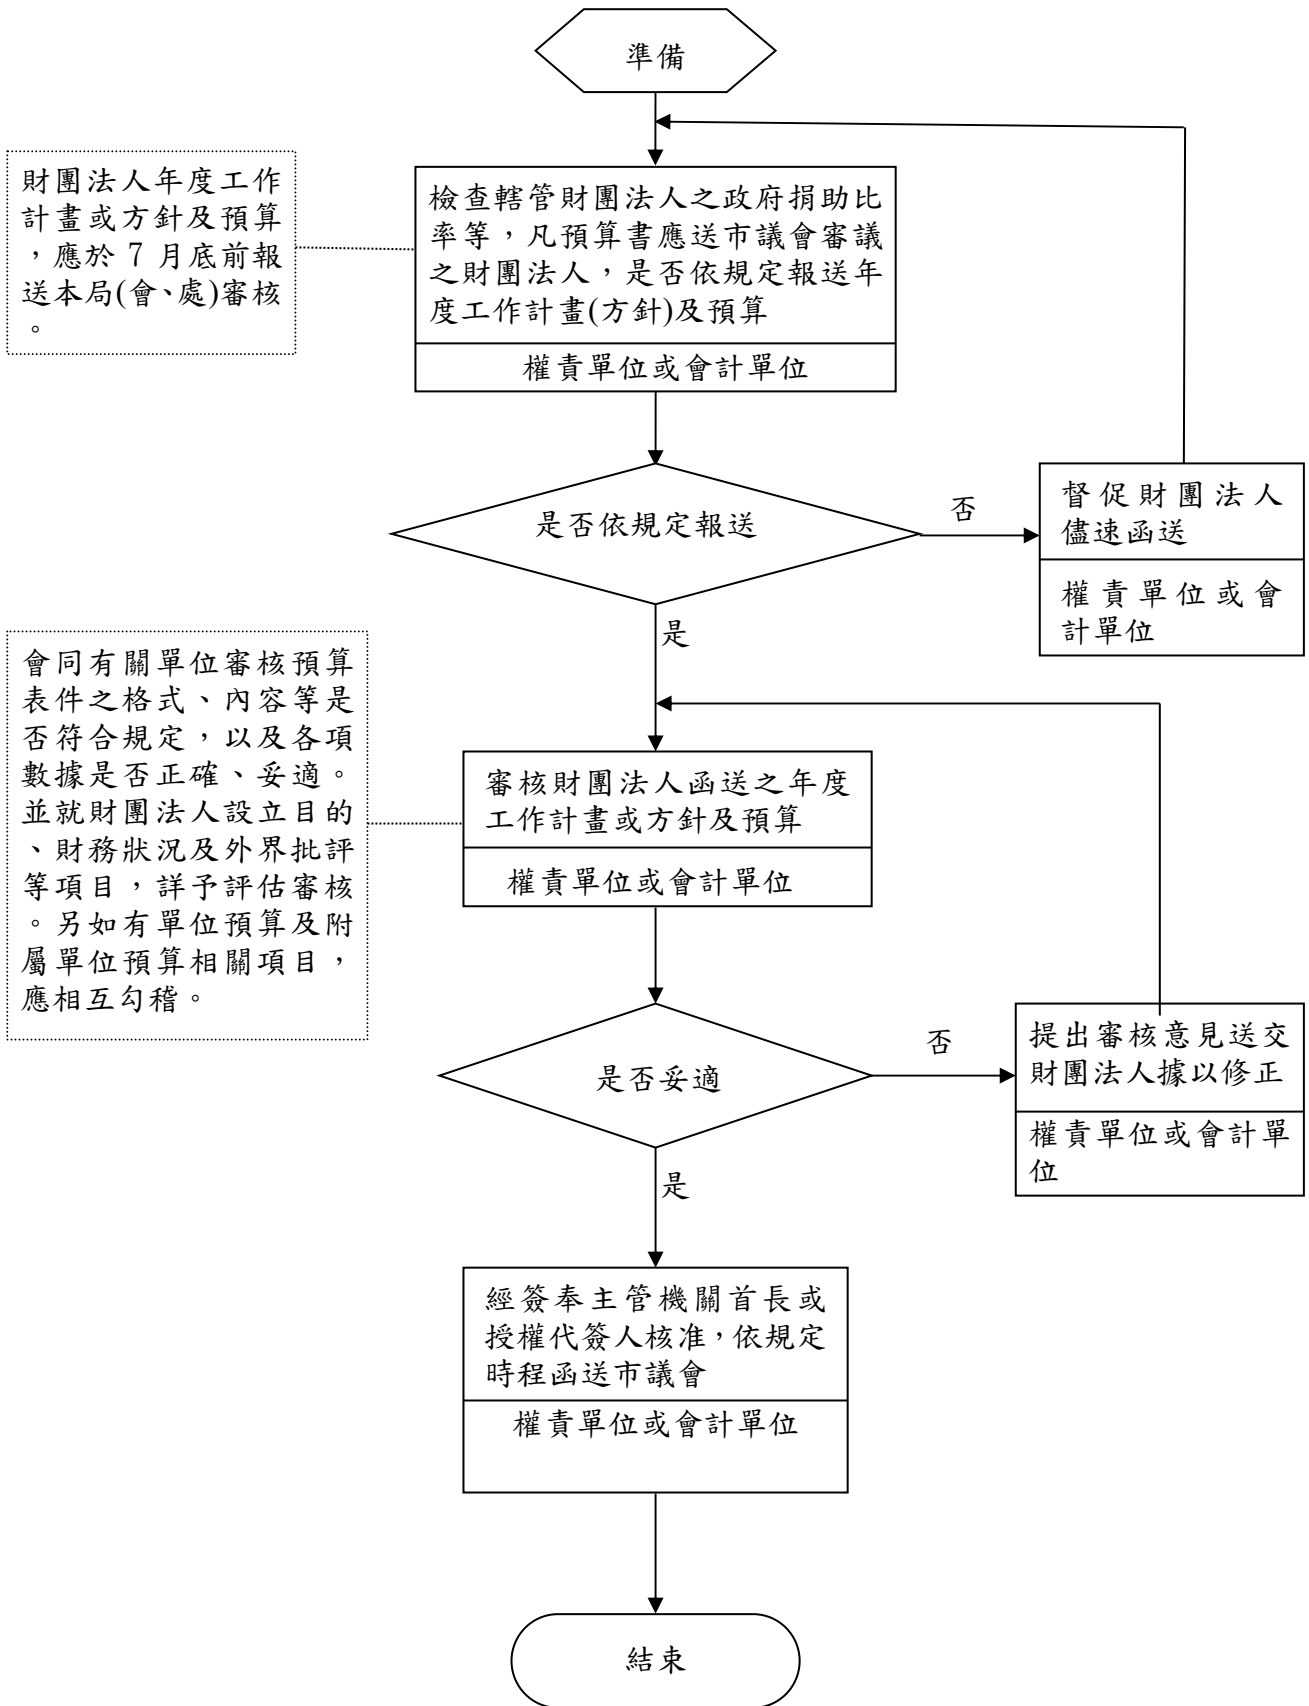 準備
財團法人年度工作
計畫或方針及預算
，應於 7 月底前報
送本局(會、處)審核
。
檢查轄管財團法人之政府捐助比
率等，凡預算書應送市議會審議
之財團法人，是否依規定報送年
度工作計畫(方針)及預算
權責單位或會計單位
是否依規定報送
否
督促財團法人
儘速函送
權責單位或會
計單位
是
會同有關單位審核預算
表件之格式、內容等是
否符合規定，以及各項
數據是否正確、妥適。
並就財團法人設立目的
、財務狀況及外界批評
等項目，詳予評估審核
。另如有單位預算及附
屬單位預算相關項目，
應相互勾稽。
審核財團法人函送之年度
工作計畫或方針及預算
權責單位或會計單位
是否妥適
否
提出審核意見送交
財團法人據以修正
權責單位或會計單
位
是
經簽奉主管機關首長或
授權代簽人核准，依規定
時程函送市議會
權責單位或會計單位
結束